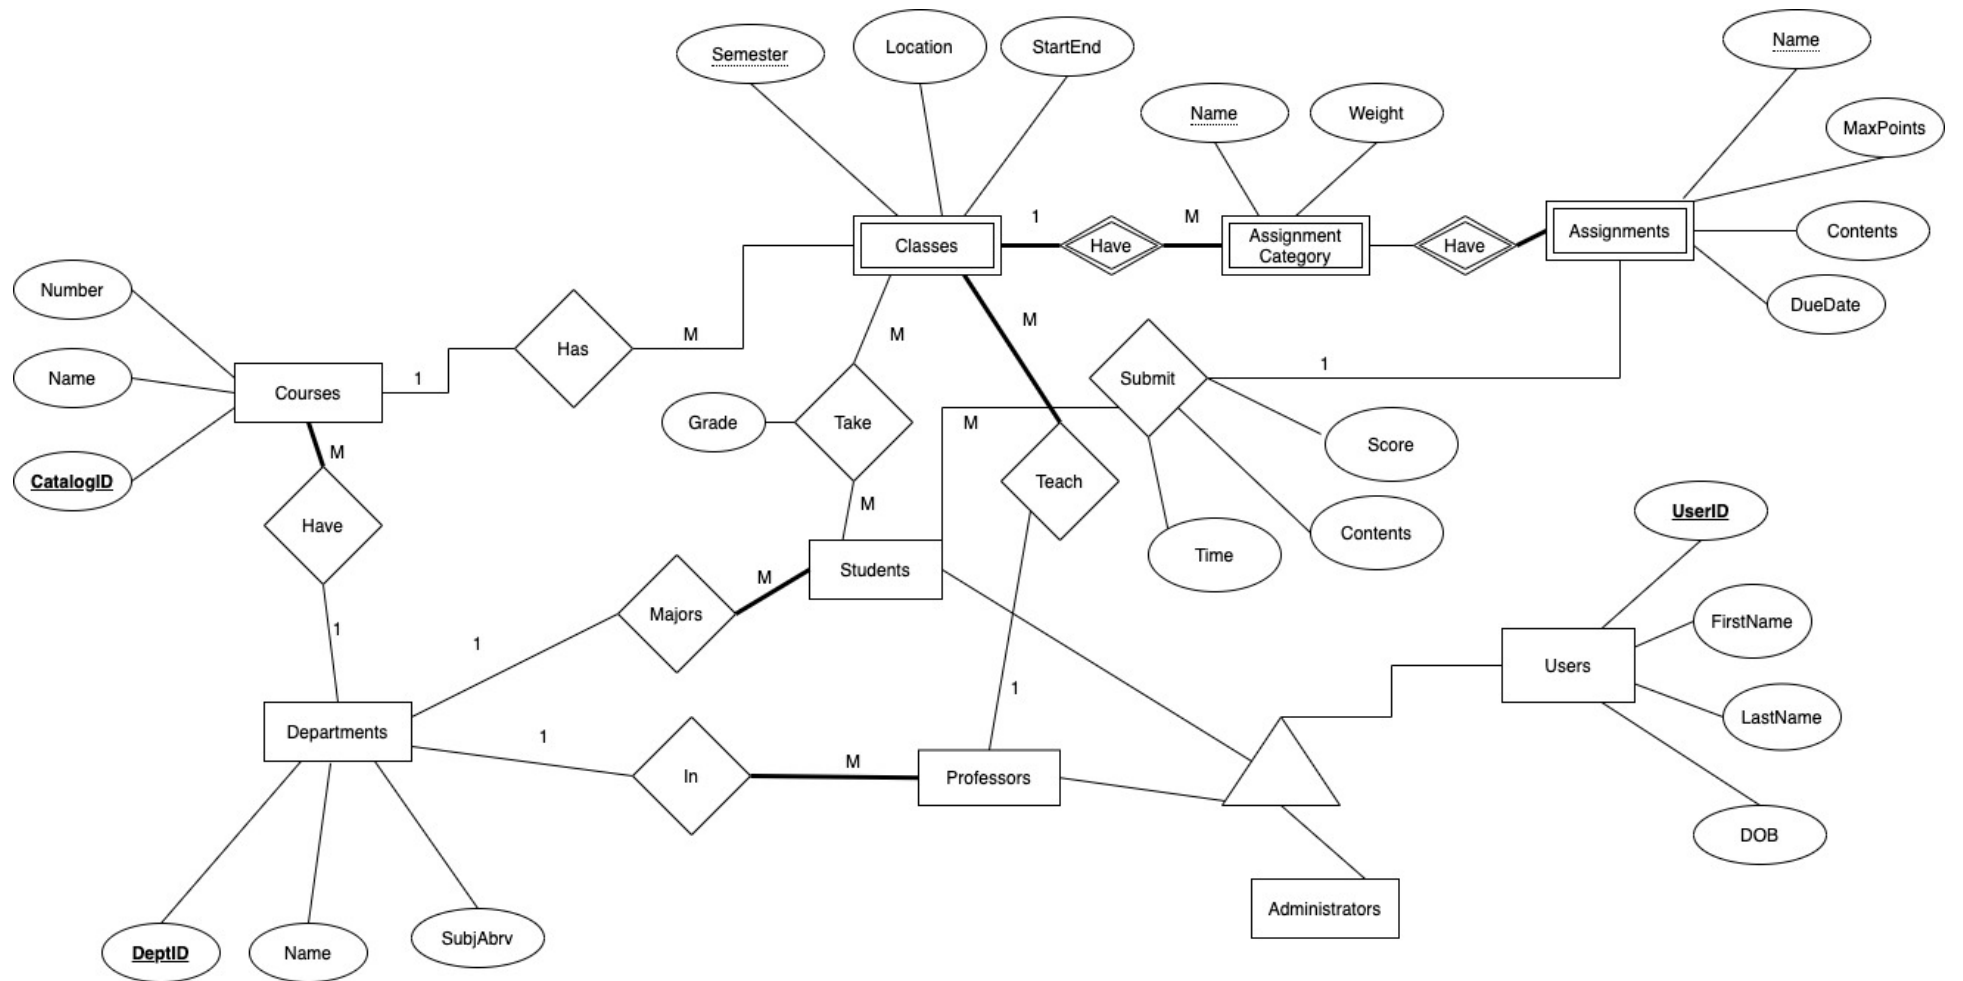 Semester
Location
StartEnd
Name
Name
Weight
MaxPoints
1
M
Classes
Have
Assignment
Category
Have
Assignments
Contents
Number
DueDate
M
M
M
Has
1
1
Submit
Name
Courses
Grade
Take
M
Score
M
CatalogID
Teach
M
Have
Contents
UserID
Time
M
Students
Majors
1
1
FirstName
Users
1
LastName
Departments
1
M
In
Professors
DOB
Administrators
DeptID
Name
SubjAbrv